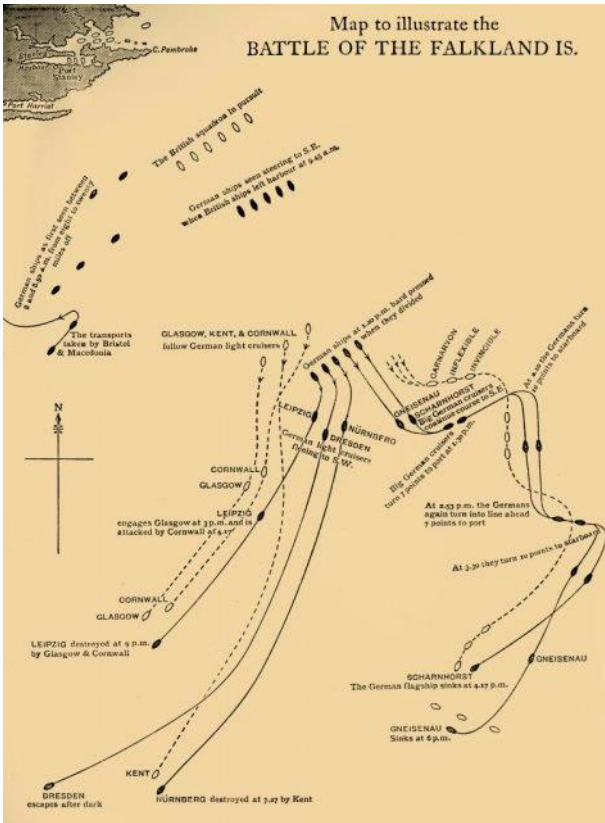 Map to illustrate the
BATTLE OF THE FALKLAND IS.
C. Pembroke
Stanley
Harbour
Port
Stanley
Port Harriet
The British squadron in pursuit
German ships seen steering to S.E.
when British ships left harbour at 9.45 a.m.
German ships as first seen between
8 and 8.50 a.m. from eight to twenty
miles off
The transports
taken by Bristol
& Macedonia
GLASGOW, KENT, & CORNWALL
follow German light cruisers
German ships at 1.20 p.m. hard pressed
when they divided
CARNARVON
INFLEXIBLE
INVINCIBLE
GNEISENAU
SCHARNHORST
Big German cruisers
continue course to S.E.
Big German cruisers
turn 7 points to port at 1.30 p.m.
At 2.10 the Germans turn
10 points to starboard
N
LEIPZIG
DRESDEN
NÜRNBERG
German light cruisers
fleeing to S.W.
CORNWALL
GLASGOW
LEIPZIG
engages Glasgow at 3 p.m. and is
attacked by Cornwall at 4.17
At 2.53 p.m. the Germans
again turn into line ahead
7 points to port
At 3.30 they turn 10 points to starboard
CORNWALL
GLASGOW
LEIPZIG destroyed at 9 p.m.
by Glasgow & Cornwall
SCHARNHORST
The German flagship sinks at 4.17 p.m.
GNEISENAU
GNEISENAU
Sinks at 6 p.m.
KENT
DRESDEN
escapes after dark
NÜRNBERG destroyed at 7.27 by Kent